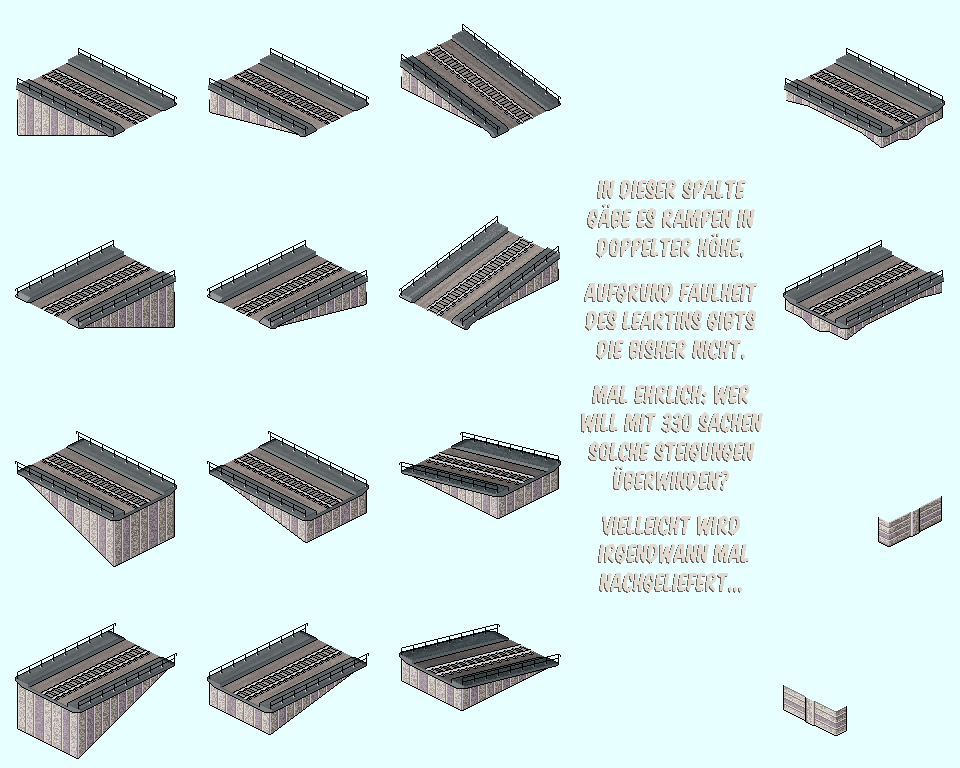 IN DIESER SPALTE
GÄBE ES RAMPEN IN
DOPPELTER HÖHE.
AUFGRUND FAULHEIT
DES LEARTINS GIBTS
DIE BISHER NICHT.
MAL EHRLICH: WER
WILL MIT 330 SACHEN
SOLCHE STEIGUNGEN
ÜBERWINDEN?
VIELLEICHT WIRD
IRGENDWANN MAL
NACHGELIEFERT...